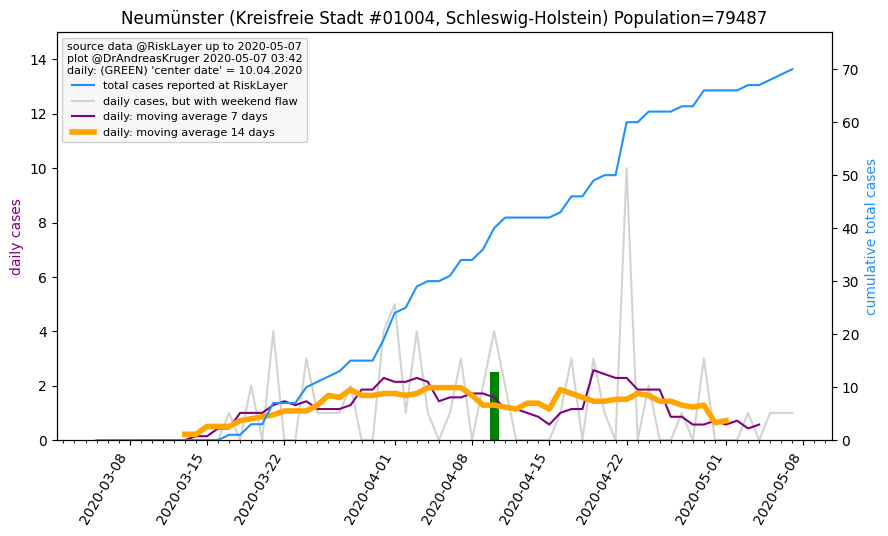 Neumünster (Kreisfreie Stadt #01004, Schleswig-Holstein) Population=79487
source data @RiskLayer up to 2020-05-07
plot @DrAndreasKruger 2020-05-07 03:42
daily: (GREEN) 'center date' = 10.04.2020
total cases reported at RiskLayer
daily cases, but with weekend flaw
daily: moving average 7 days
daily: moving average 14 days
daily cases
14
12
10
8
6
4
2
0
cumulative total cases
70
60
50
40
30
20
10
0
2020-03-08
2020-03-15
2020-03-22
2020-04-01
2020-04-08
2020-04-15
2020-04-22
2020-05-01
2020-05-08